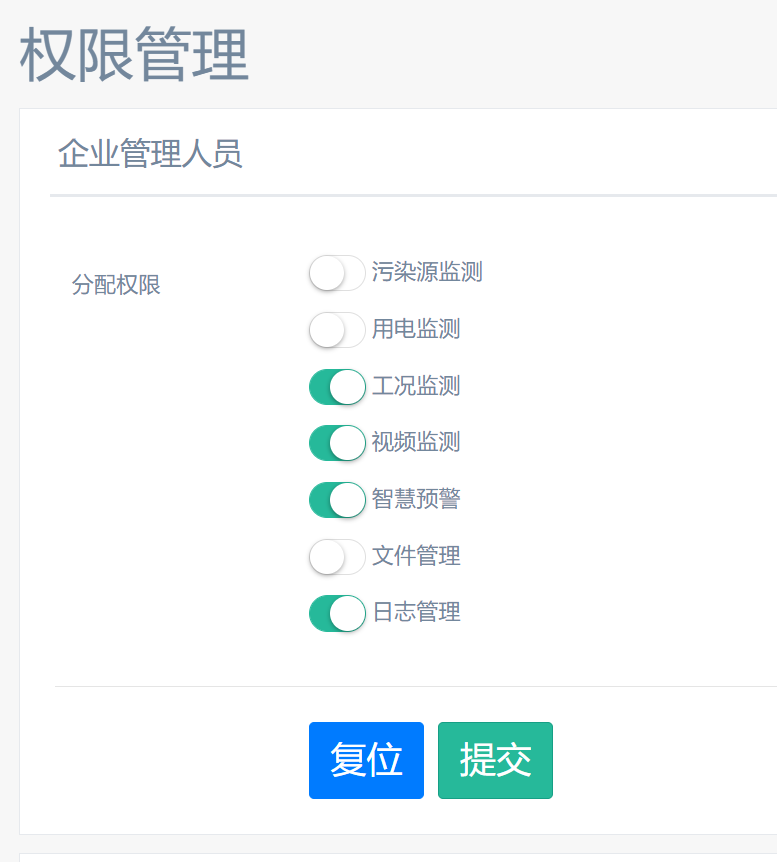 权限管理
企业管理人员
分配权限
污染源监测
用电监测
工况监测
视频监测
智慧预警
文件管理
日志管理
复位 提交